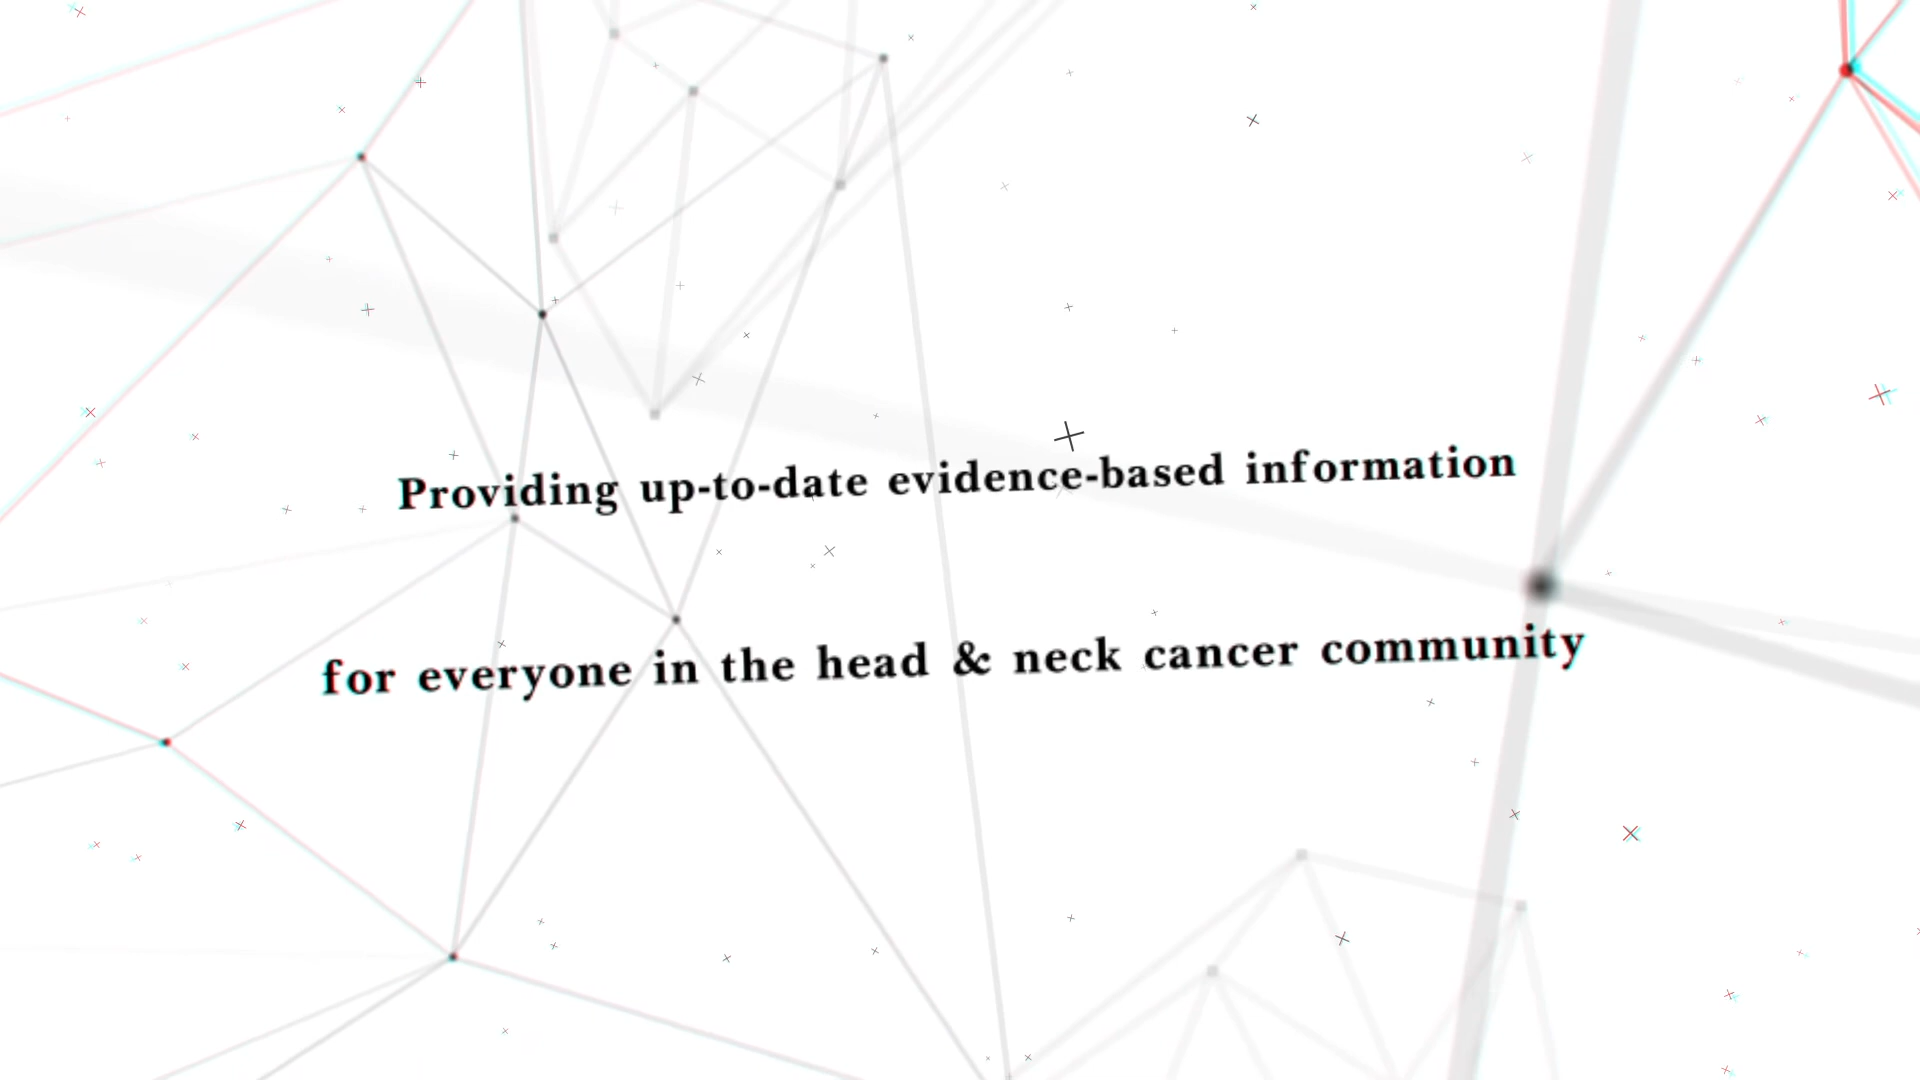 Providing up-to-date evidence-based information
for everyone in the head & neck cancer community